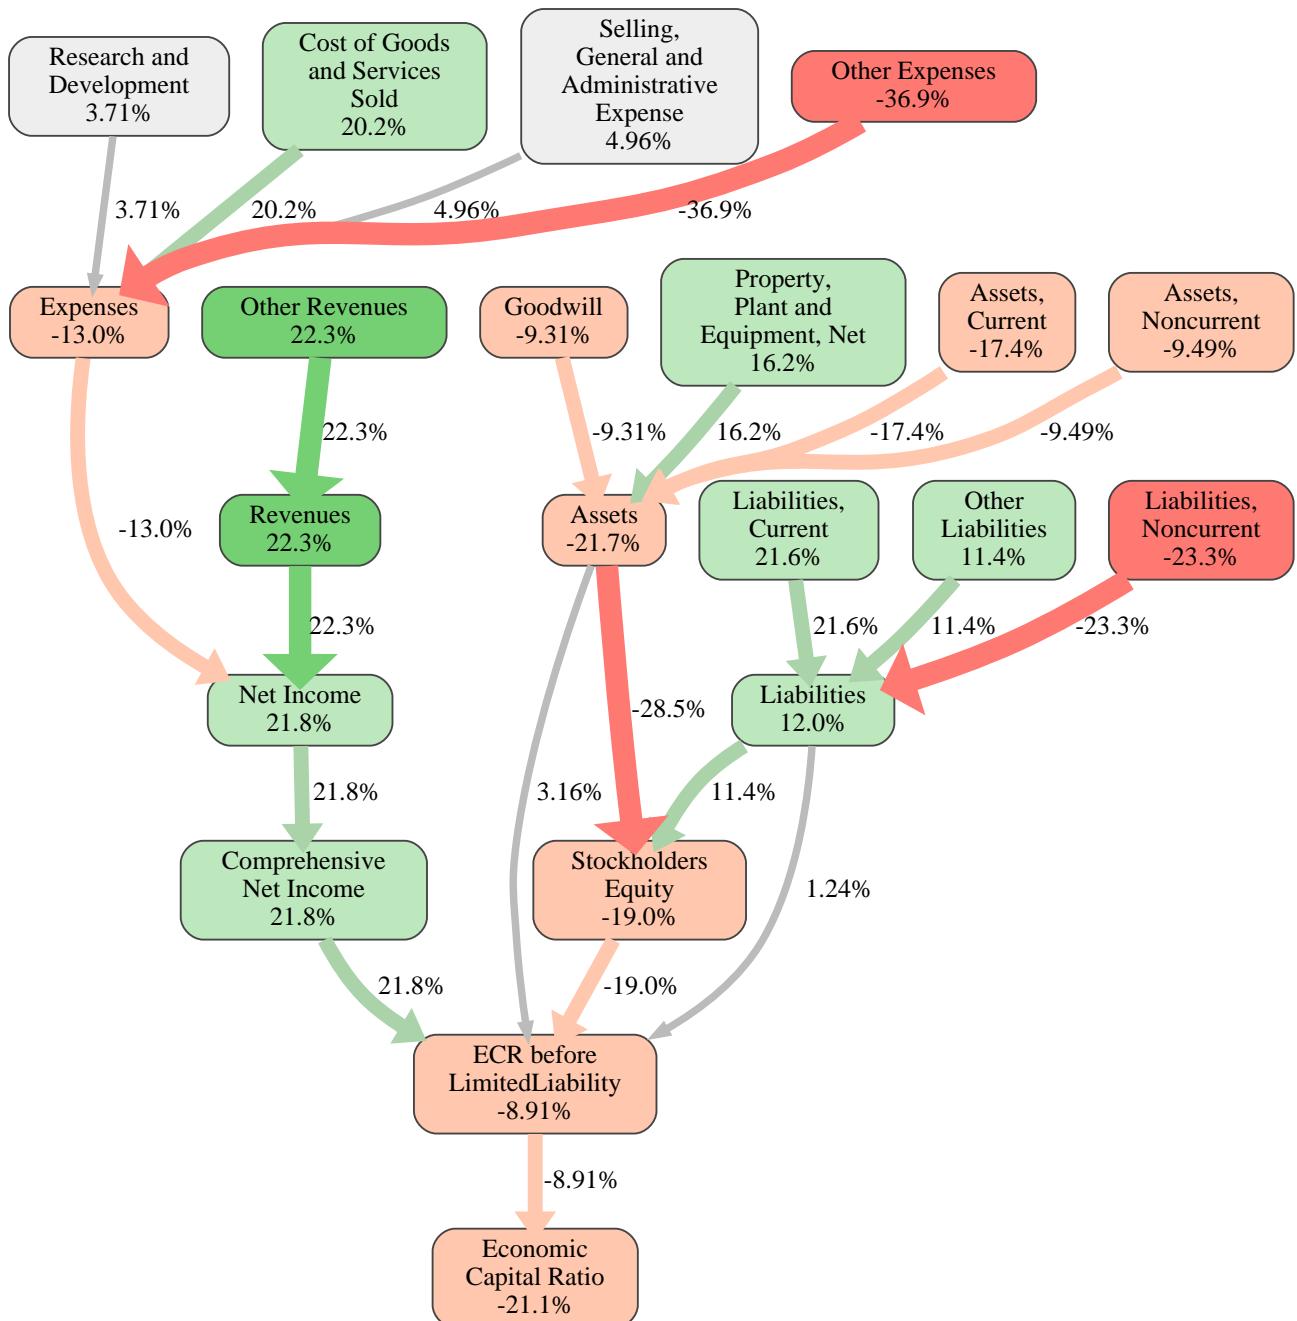 Research and
Development
3.71%
Cost of Goods
and Services
Sold
20.2%
Selling,
General and
Administrative
Expense
4.96%
Other Expenses
-36.9%
3.71%
20.2%
4.96%
-36.9%
Expenses
-13.0%
Other Revenues
22.3%
Goodwill
-9.31%
Property,
Plant and
Equipment, Net
16.2%
Assets,
Current
-17.4%
Assets,
Noncurrent
-9.49%
22.3%
-9.31%
16.2%
-17.4%
-9.49%
-13.0%
Revenues
22.3%
Assets
-21.7%
Liabilities,
Current
21.6%
Other
Liabilities
11.4%
Liabilities,
Noncurrent
-23.3%
22.3%
21.6%
11.4%
-23.3%
Net Income
21.8%
-28.5%
Liabilities
12.0%
21.8%
3.16%
11.4%
Comprehensive
Net Income
21.8%
Stockholders
Equity
-19.0%
1.24%
21.8%
-19.0%
ECR before
LimitedLiability
-8.91%
-8.91%
Economic
Capital Ratio
-21.1%